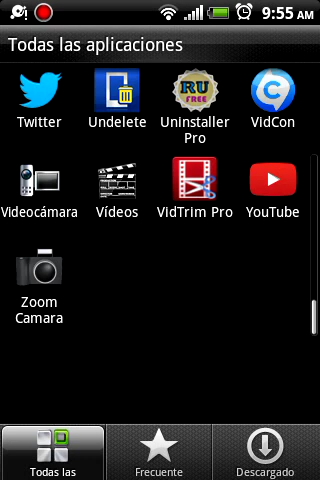 9:55 AM
Todas las aplicaciones
Twitter
Undelete
RU
FREE
Uninstaller
Pro
VidCon
Videocámara
Vídeos
VidTrim Pro
YouTube
Zoom
Camara
Todas las
Frecuente
Descargado